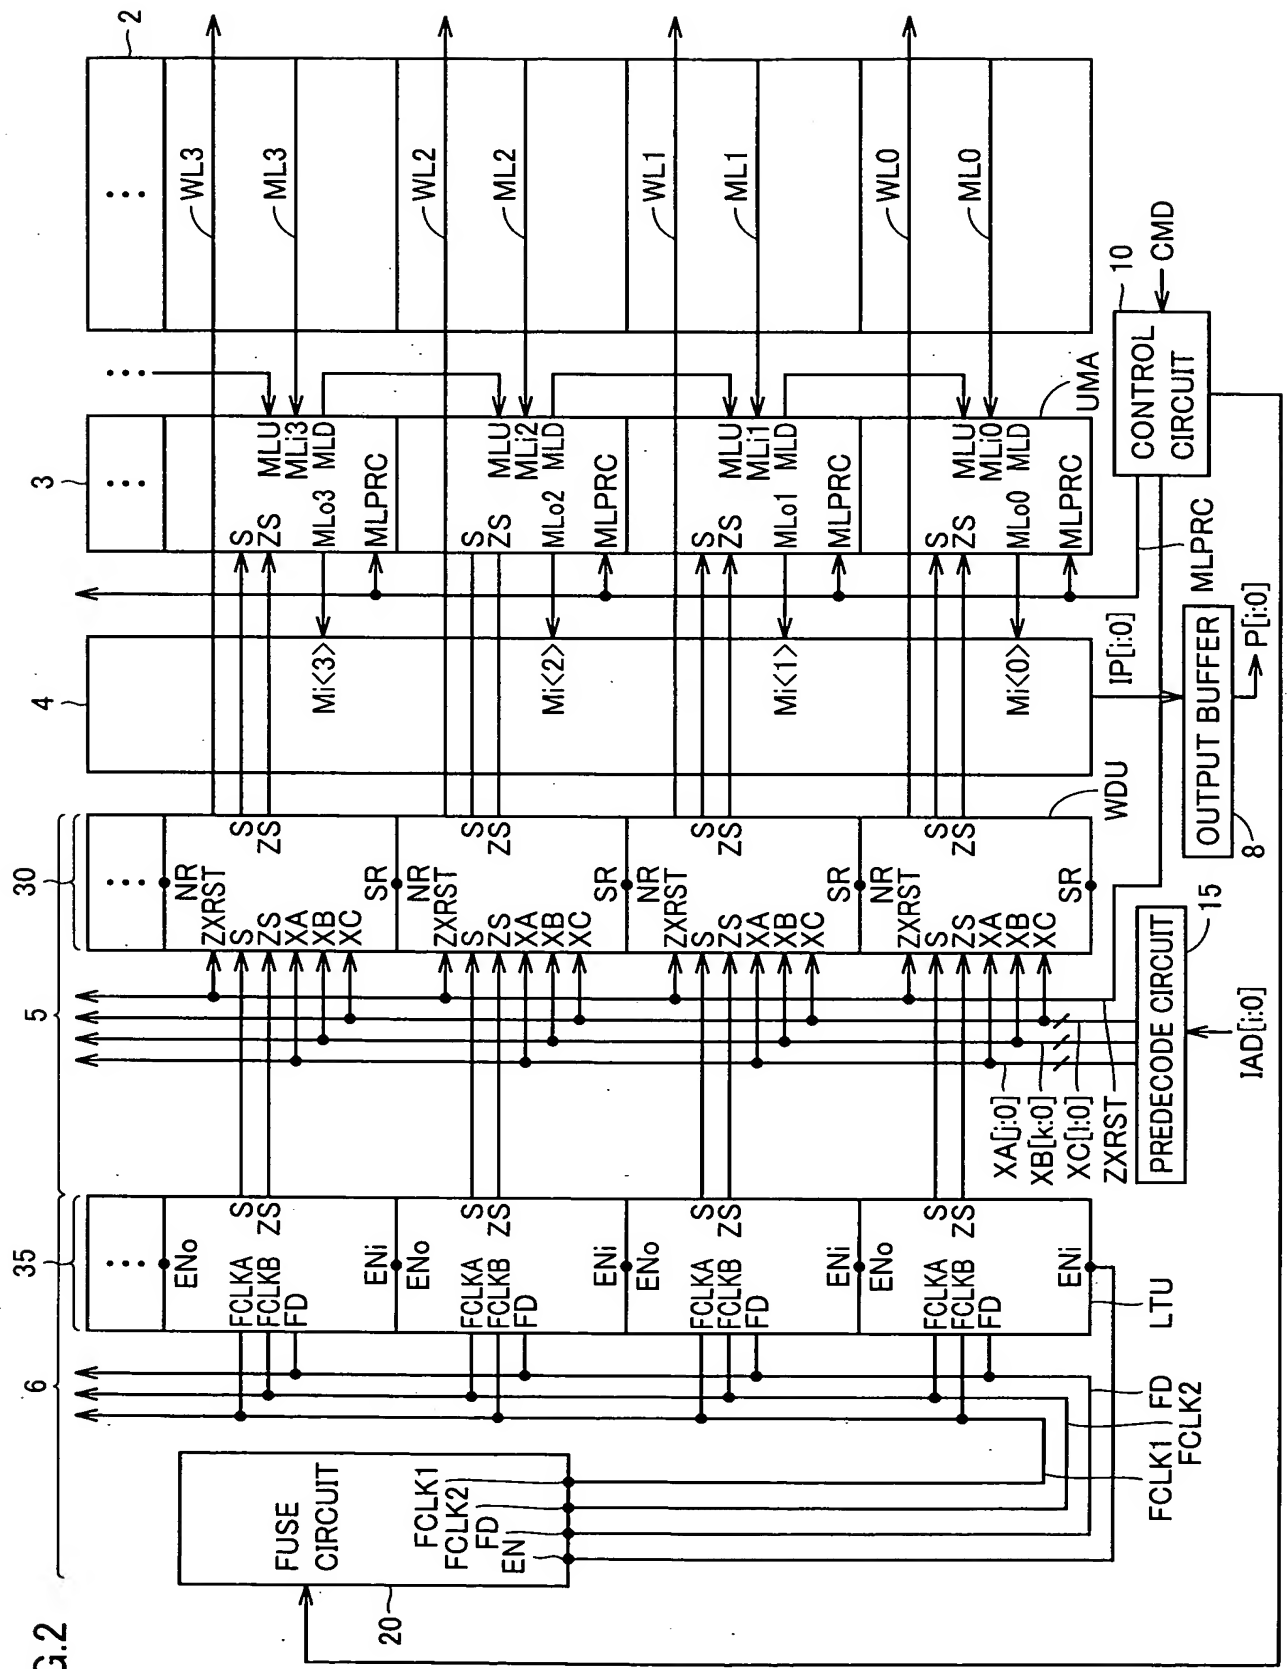 G.2
6
5
35
30
4
3
2
20
FUSE
CIRCUIT
FCLK1
FCLK2
FD
EN
⋯
ENo
FCLKA
FCLKB
FD
S
ZS
ENi
ENo
FCLKA
FCLKB
FD
S
ZS
ENi
ENo
FCLKA
FCLKB
FD
S
ZS
ENi
ENo
FCLKA
FCLKB
FD
S
ZS
ENi
LTU
FCLK1
FD
FCLK2
⋯
NR
ZXRST
S
ZS
XA
XB
XC
S
ZS
SR
NR
ZXRST
S
ZS
XA
XB
XC
S
ZS
SR
NR
ZXRST
S
ZS
XA
XB
XC
S
ZS
SR
ZXRST
S
ZS
XA
XB
XC
S
ZS
SR
WDU
XA[j:0]
XB[k:0]
XC[l:0]
ZXRST
PREDECODE CIRCUIT
15
IAD[i:0]
Mi<3>
Mi<2>
Mi<1>
Mi<0>
IP[i:0]
OUTPUT BUFFER
8
P[i:0]
MLPRC
⋯
⋯
S
ZS
MLU
MLi3
MLD
MLo3
MLPRC
S
ZS
MLU
MLi2
MLD
MLo2
MLPRC
S
ZS
MLU
MLi1
MLD
MLo1
MLPRC
S
ZS
MLU
MLi0
MLD
MLo0
MLPRC
UMA
⋯
WL3
ML3
WL2
ML2
WL1
ML1
WL0
ML0
10
CONTROL
CIRCUIT
CMD